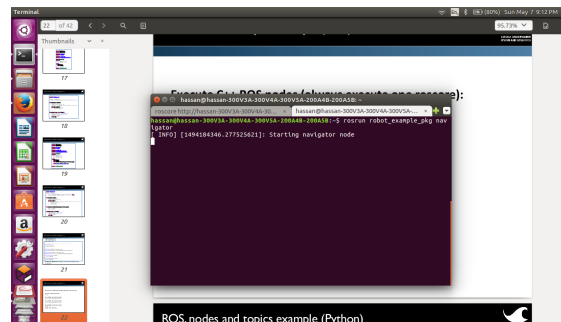 Terminal
(80%) Sun May 7 9:12 PM
22 of 42
95.73%
Thumbnails
17
18
19
20
21
22
Execute C++ ROS nodes (always execute one roscore):
hassan@hassan-300V3A-300V4A-300V5A-200A4B-200A5B: ~
roscore http://hassan-300V3A-300V4A-30...
hassan@hassan-300V3A-300V4A-300V5A-...
hassan@hassan-300V3A-300V4A-300V5A-200A4B-200A5B:~$ rosrun robot_example_pkg nav
igator
[ INFO] [1494184346.277525621]: Starting navigator node
ROS, nodes and topics example (Python)